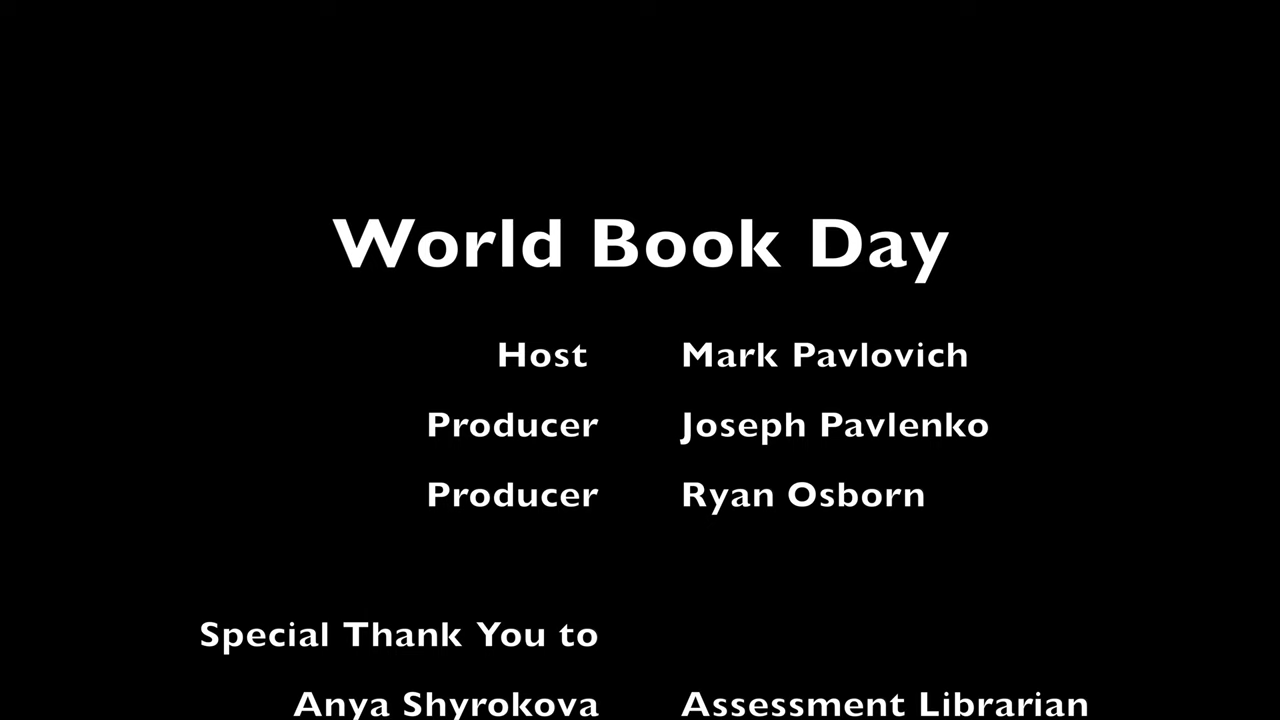 World Book Day
Host Mark Pavlovich
Producer Joseph Pavlenko
Producer Ryan Osborn
Special Thank You to
Anya Shyrokova Assessment Librarian